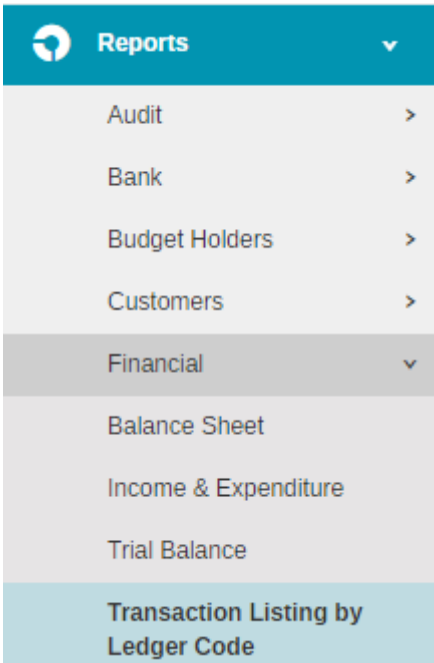 Reports
Audit
Bank
Budget Holders
Customers
Financial
Balance Sheet
Income & Expenditure
Trial Balance
Transaction Listing by
Ledger Code